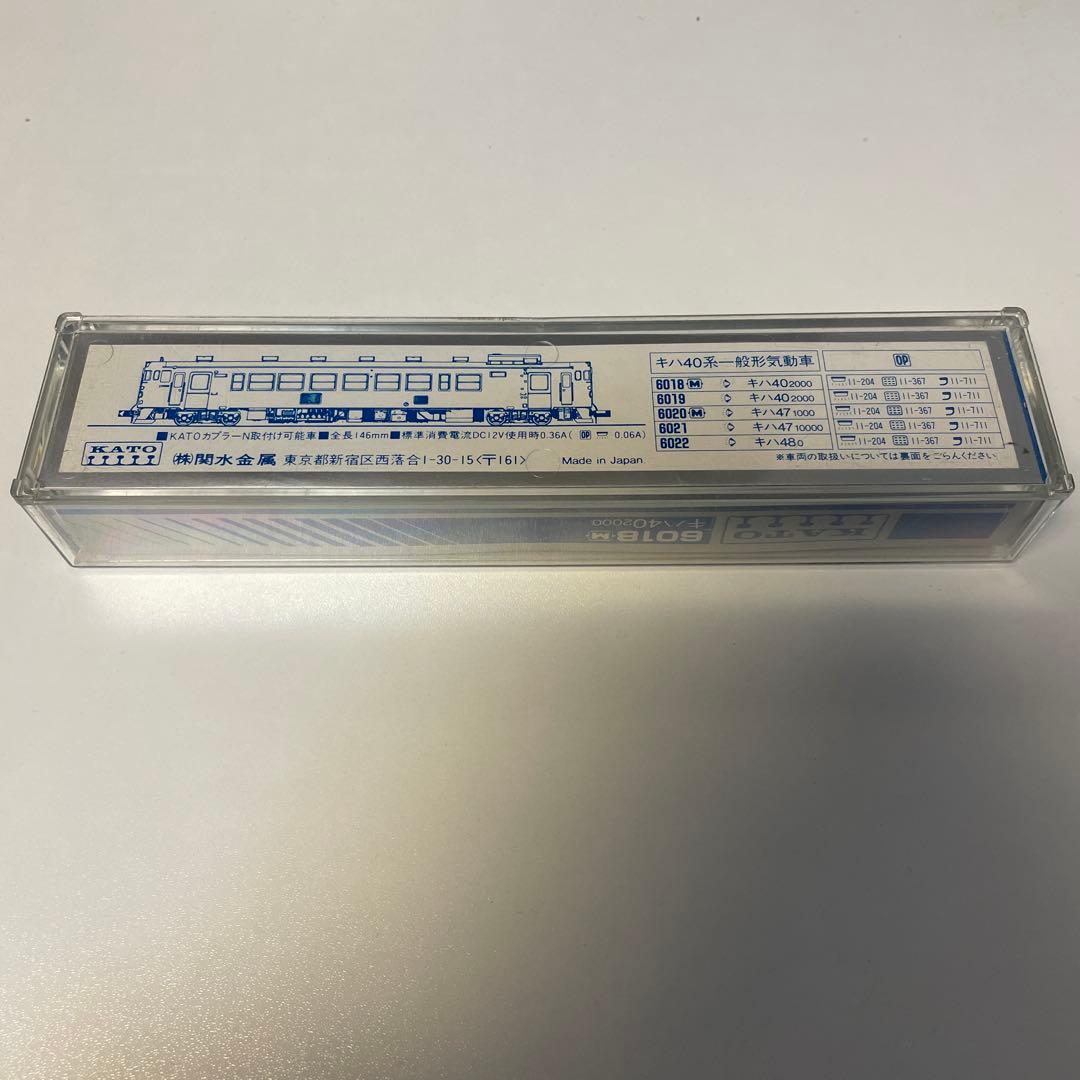 キハ40系一般形気動車 OP
6018 M キハ40 2000 11-204 11-367 11-711
6019 キハ40 2000 11-204 11-367 11-711
6020 M キハ47 1000 11-204 11-367 11-711
6021 キハ47 10000 11-204 11-367 11-711
6022 キハ48 0 11-204 11-367 11-711
※車両の取扱いについては裏面をごらんください
■KATOカプラーN取付け可能車■全長146mm■標準消費電流DC12V使用時0.36A( OP 0.06A)
KATO
(株)関水金属 東京都新宿区西落合1-30-15<〒161> Made in Japan.
KATO 6018 M キハ40 2000